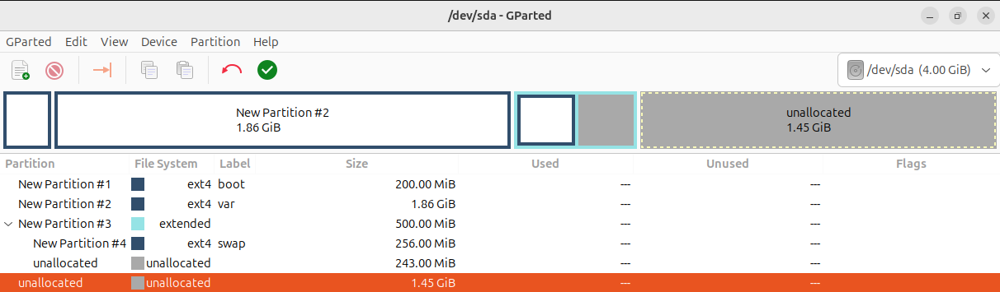 /dev/sda - GParted
GParted Edit View Device Partition Help
/dev/sda (4.00 GiB)
New Partition #2
1.86 GiB
unallocated
1.45 GiB
Partition File System Label Size Used Unused Flags
New Partition #1 ext4 boot 200.00 MiB --- ---
New Partition #2 ext4 var 1.86 GiB --- ---
New Partition #3 extended 500.00 MiB --- ---
New Partition #4 ext4 swap 256.00 MiB --- ---
unallocated unallocated 243.00 MiB --- ---
unallocated unallocated 1.45 GiB --- ---